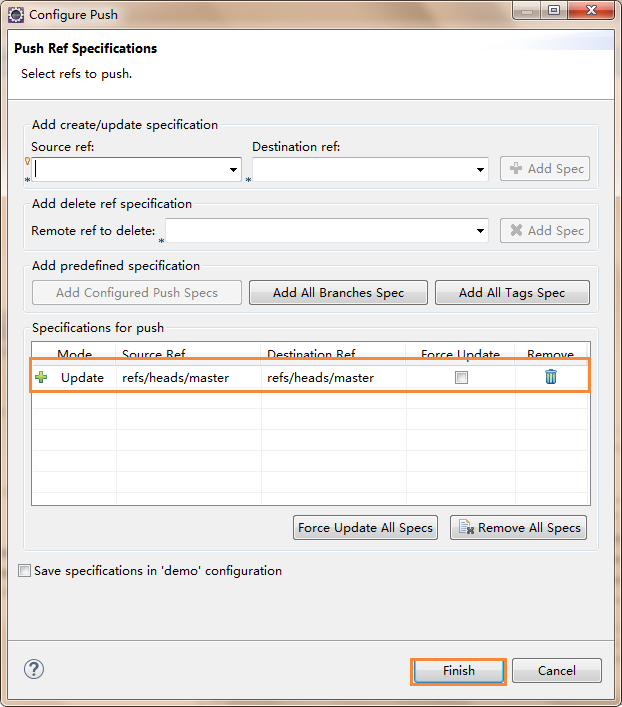 Configure Push
Push Ref Specifications
Select refs to push.
Add create/update specification
Source ref: Destination ref:
Add Spec
Add delete ref specification
Remote ref to delete: Add Spec
Add predefined specification
Add Configured Push Specs Add All Branches Spec Add All Tags Spec
Specifications for push
Mode Source Ref Destination Ref Force Update Remove
Update refs/heads/master refs/heads/master
Force Update All Specs Remove All Specs
Save specifications in 'demo' configuration
Finish Cancel